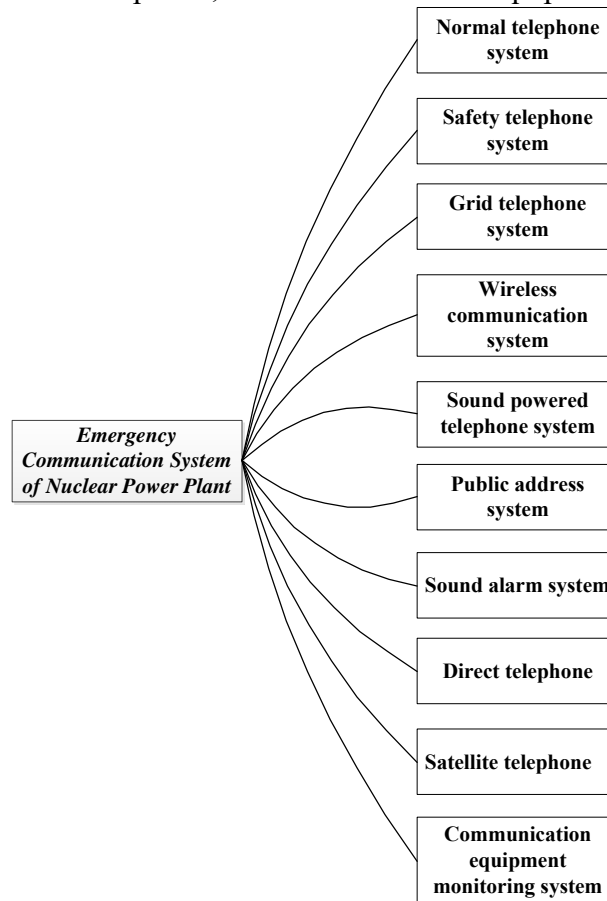 Normal telephone
system
Safety telephone
system
Grid telephone
system
Wireless
communication
system
Sound powered
telephone system
Emergency
Communication System
of Nuclear Power Plant
Public address
system
Sound alarm system
Direct telephone
Satellite telephone
Communication
equipment
monitoring system